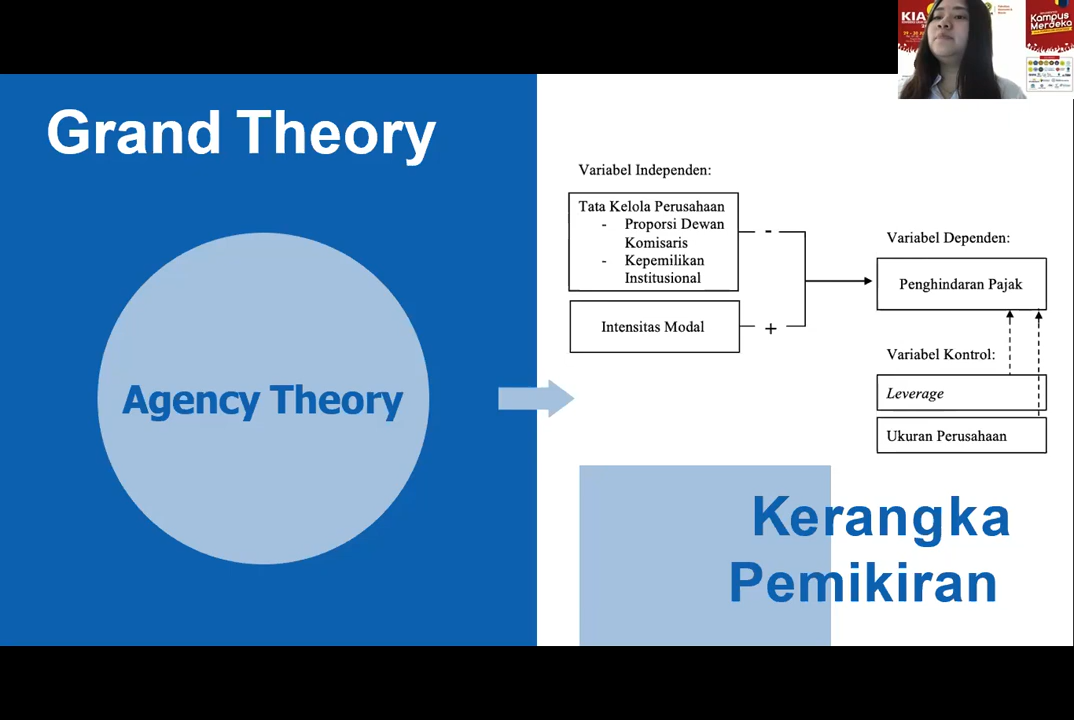 KIA
Kampus
Merdeka
Grand Theory
Agency Theory
Variabel Independen:
Tata Kelola Perusahaan
- Proporsi Dewan
Komisaris
- Kepemilikan
Institusional
-
Intensitas Modal
+
Variabel Dependen:
Penghindaran Pajak
Variabel Kontrol:
Leverage
Ukuran Perusahaan
Kerangka
Pemikiran